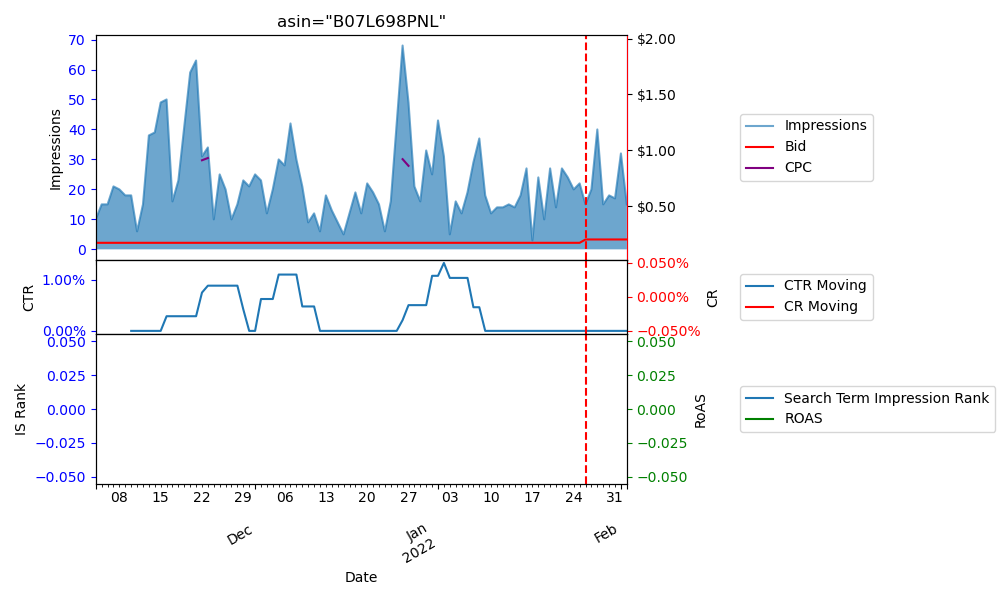 asin="B07L698PNL"
70
60
50
40
30
20
10
0
Impressions
$2.00
$1.50
$1.00
$0.50
Impressions
Bid
CPC
1.00%
0.00%
CTR
0.050%
0.000%
−0.050%
CR
CTR Moving
CR Moving
0.050
0.025
0.000
−0.025
−0.050
IS Rank
0.050
0.025
0.000
−0.025
−0.050
RoAS
Search Term Impression Rank
ROAS
08 15 22 29 06 13 20 27 03 10 17 24 31
Dec Jan Feb
2022
Date